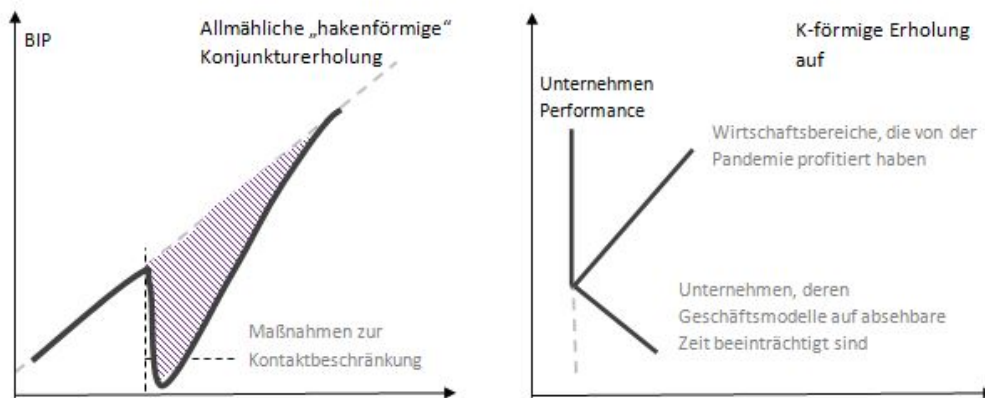 BIP
Allmähliche „hakenförmige“
Konjunkturerholung
Maßnahmen zur
Kontaktbeschränkung
K-förmige Erholung
auf
Unternehmen
Performance
Wirtschaftsbereiche, die von der
Pandemie profitiert haben
Unternehmen, deren
Geschäftsmodelle auf absehbare
Zeit beeinträchtigt sind